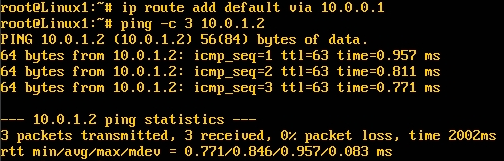 root@Linux1:~# ip route add default via 10.0.0.1
root@Linux1:~# ping -c 3 10.0.1.2
PING 10.0.1.2 (10.0.1.2) 56(84) bytes of data.
64 bytes from 10.0.1.2: icmp_seq=1 ttl=63 time=0.957 ms
64 bytes from 10.0.1.2: icmp_seq=2 ttl=63 time=0.811 ms
64 bytes from 10.0.1.2: icmp_seq=3 ttl=63 time=0.771 ms
--- 10.0.1.2 ping statistics ---
3 packets transmitted, 3 received, 0% packet loss, time 2002ms
rtt min/avg/max/mdev = 0.771/0.846/0.957/0.083 ms